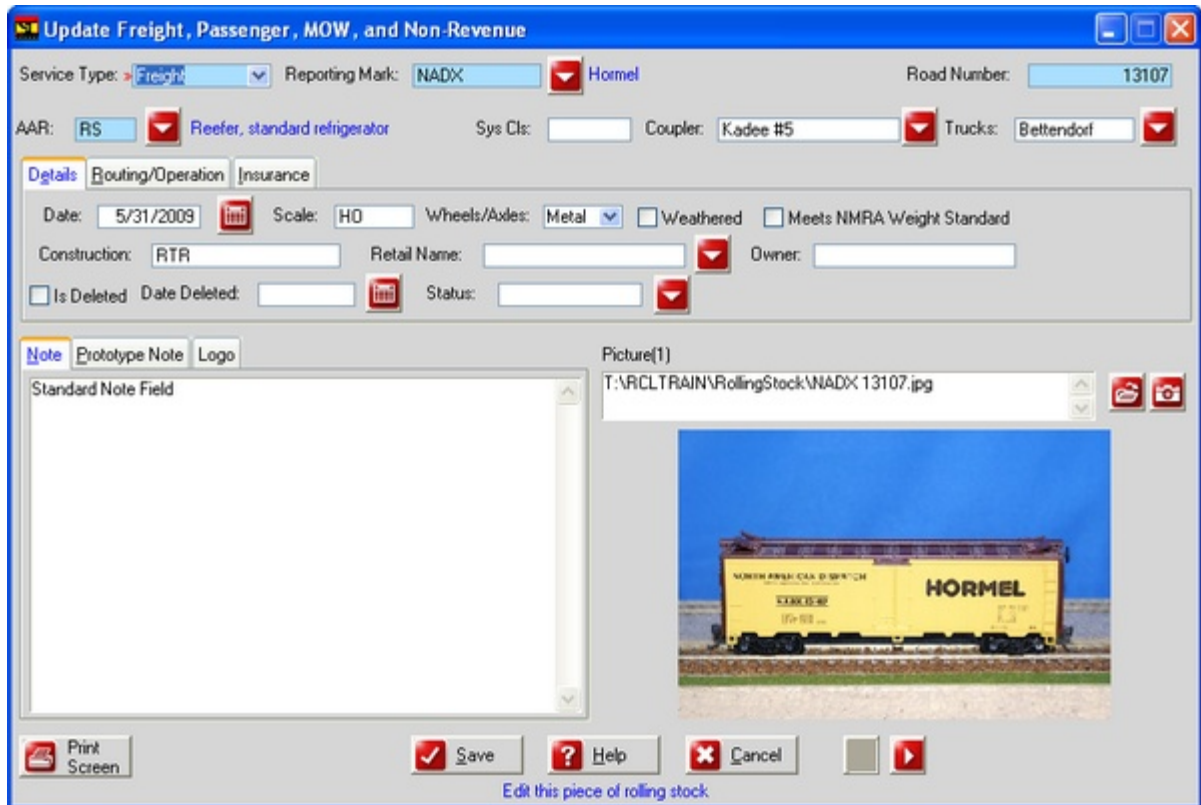 Update Freight, Passenger, MOW, and Non-Revenue
Service Type: » Freight Reporting Mark: NADX Hormel Road Number: 13107
AAR: RS Reefer, standard refrigerator Sys Cls: Coupler: Kadee #5 Trucks: Bettendorf
Details Routing/Operation Insurance
Date: 5/31/2009 Scale: HO Wheels/Axles: Metal Weathered Meets NMRA Weight Standard
Construction: RTR Retail Name: Owner:
Is Deleted Date Deleted: Status:
Note Prototype Note Logo
Standard Note Field
Picture(1)
T:\RCLTRAIN\RollingStock\NADX 13107.jpg
NORTH AMERICAN DISPATCH
HORMEL
Print Screen Save Help Cancel
Edit this piece of rolling stock